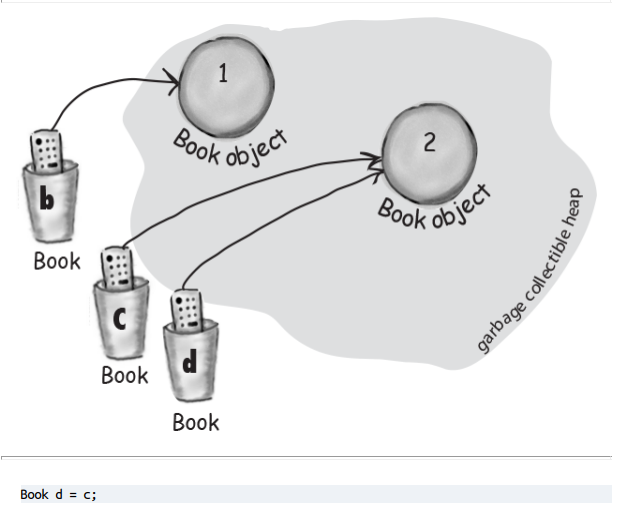 1
Book object
2
Book object
b
Book
c
Book
d
Book
garbage collectible heap
Book d = c;